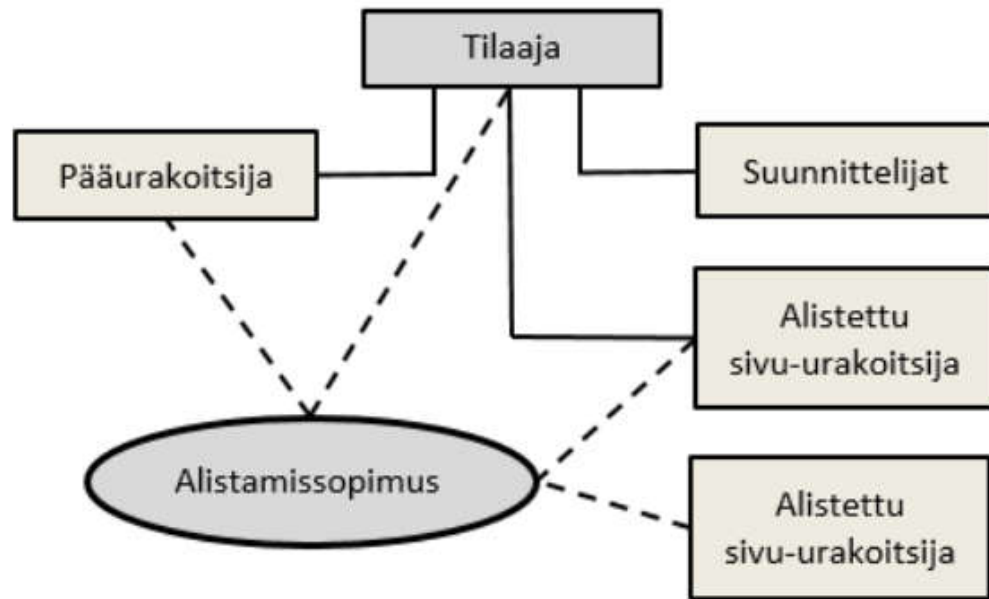 Tilaaja
Pääurakoitsija
Suunnittelijat
Alistettu
sivu-urakoitsija
Alistamissopimus
Alistettu
sivu-urakoitsija